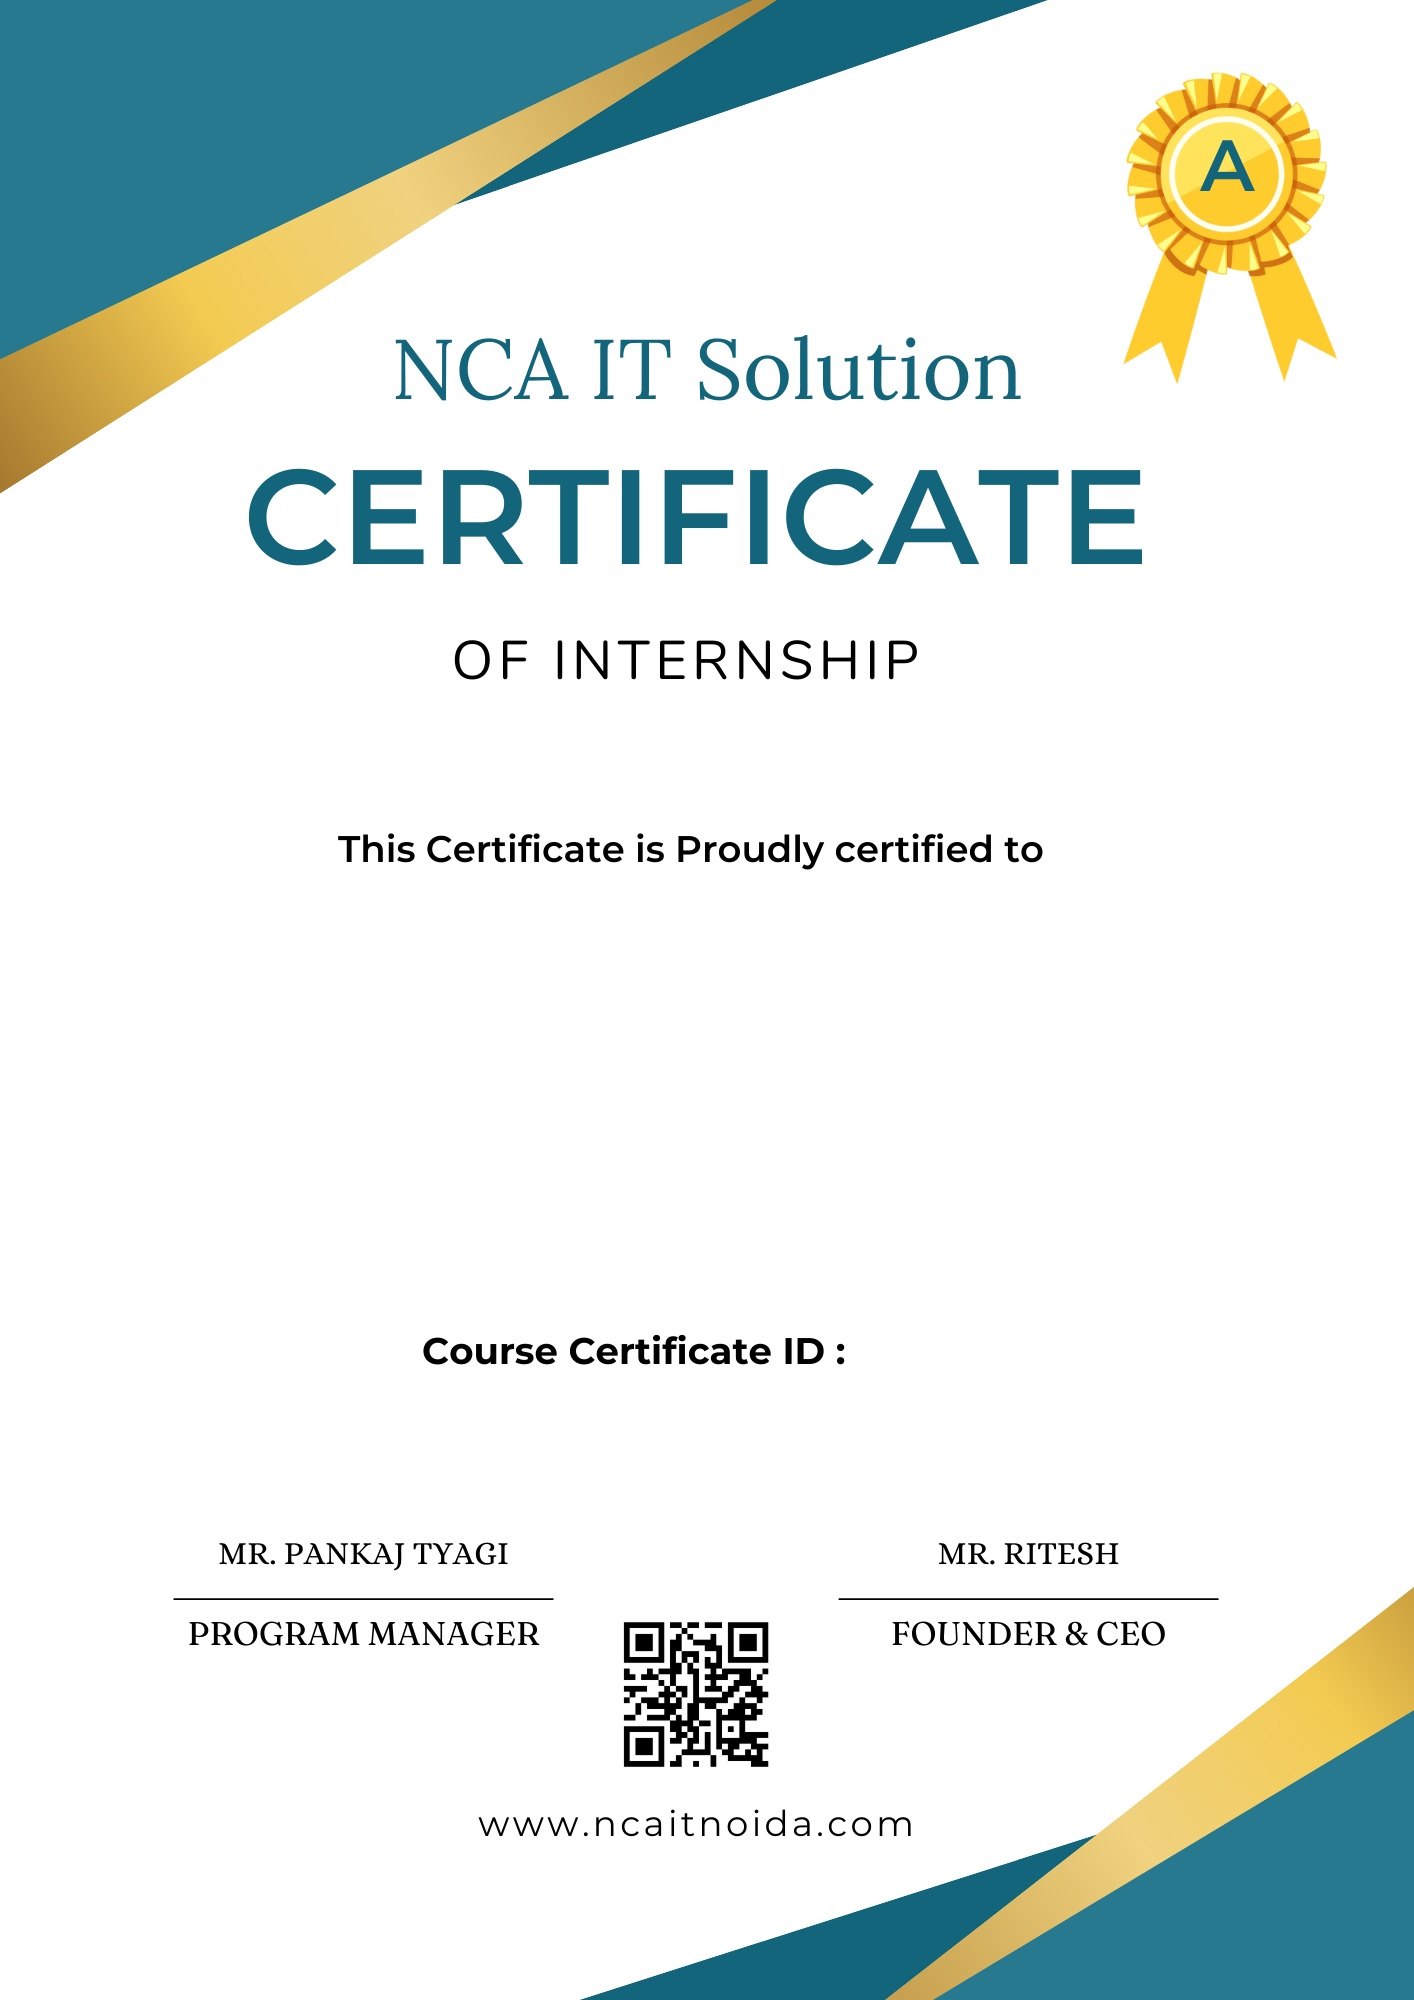 A
NCA IT Solution
CERTIFICATE
OF INTERNSHIP
This Certificate is Proudly certified to
Course Certificate ID :
MR. PANKAJ TYAGI
PROGRAM MANAGER
MR. RITESH
FOUNDER & CEO
www.ncaitnoida.com